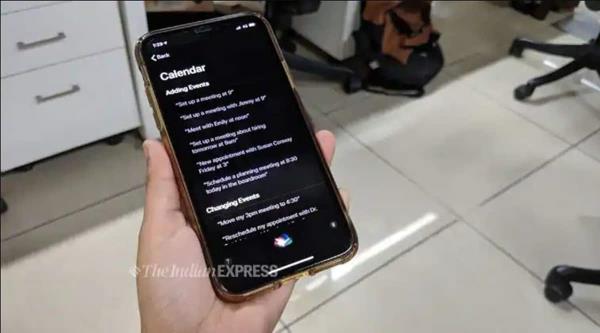 1:29
4G
Back
Calendar
Adding Events
"Set up a meeting at 9"
"Set up a meeting with Jenny at 9"
"Meet with Emily at noon"
"Set up a meeting about hiring
tomorrow at 9am"
"New appointment with Susan Conway
Friday at 3"
"Schedule a planning meeting at 8:30
today in the boardroom"
Changing Events
"Move my 3pm meeting to 4:30"
"Reschedule my appointment with Dr.
The Indian EXPRESS